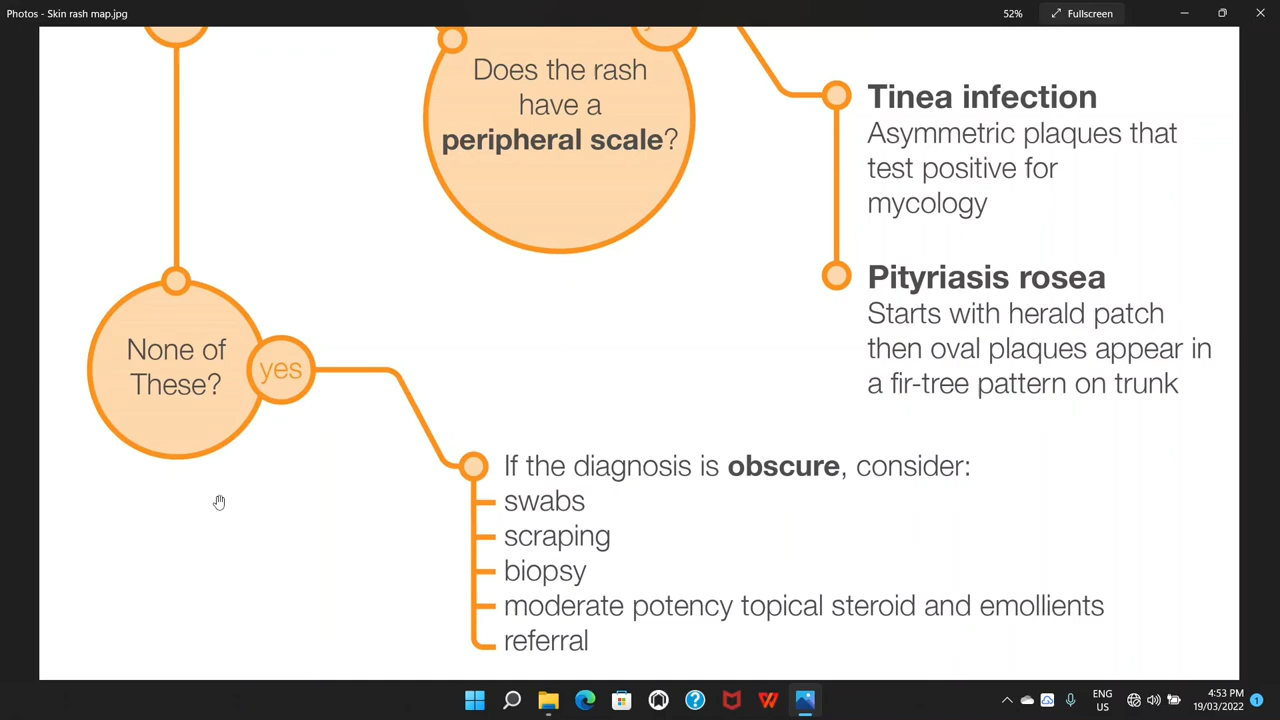 Photos - Skin rash map.jpg
52%
Fullscreen
Does the rash
have a
peripheral scale?
Tinea infection
Asymmetric plaques that
test positive for
mycology
Pityriasis rosea
Starts with herald patch
then oval plaques appear in
a fir-tree pattern on trunk
None of
These?
yes
If the diagnosis is obscure, consider:
swabs
scraping
biopsy
moderate potency topical steroid and emollients
referral
ENG
US
4:53 PM
19/03/2022
1